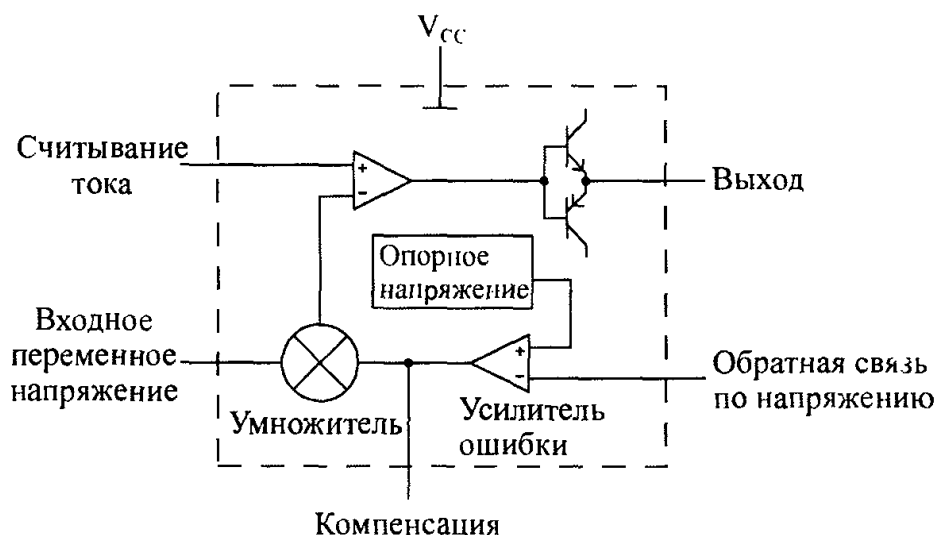 V_CC
Считывание
тока
+
−
Выход
Опорное
напряжение
Входное
переменное
напряжение
Умножитель
+
−
Усилитель
ошибки
Обратная связь
по напряжению
Компенсация